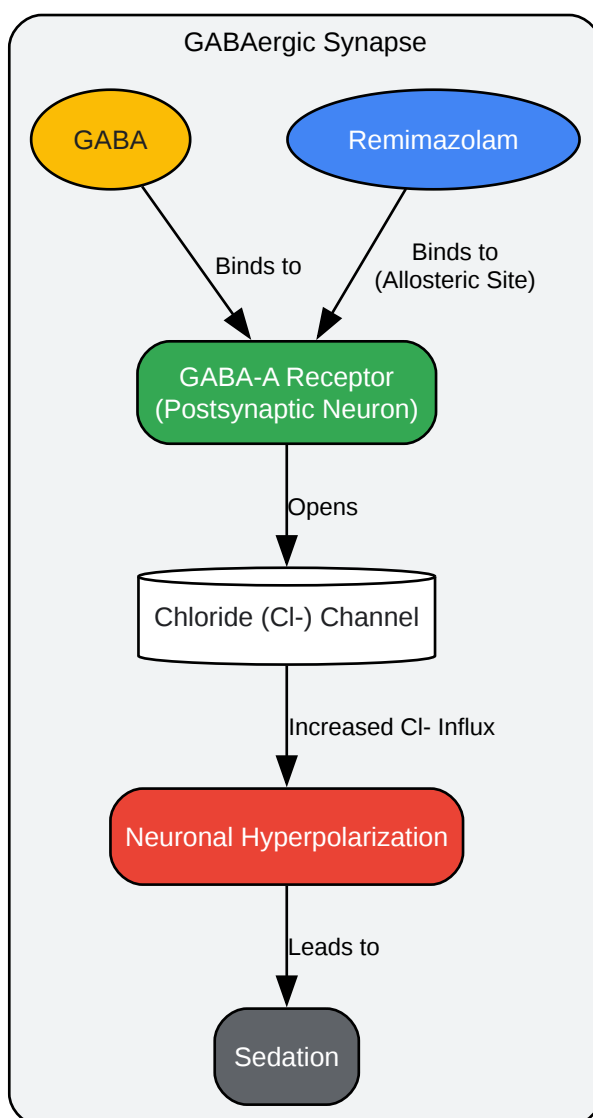 GABAergic Synapse
GABA
Remimazolam
Binds to
Binds to
(Allosteric Site)
GABA-A Receptor
(Postsynaptic Neuron)
Opens
Chloride (Cl-) Channel
Increased Cl- Influx
Neuronal Hyperpolarization
Leads to
Sedation